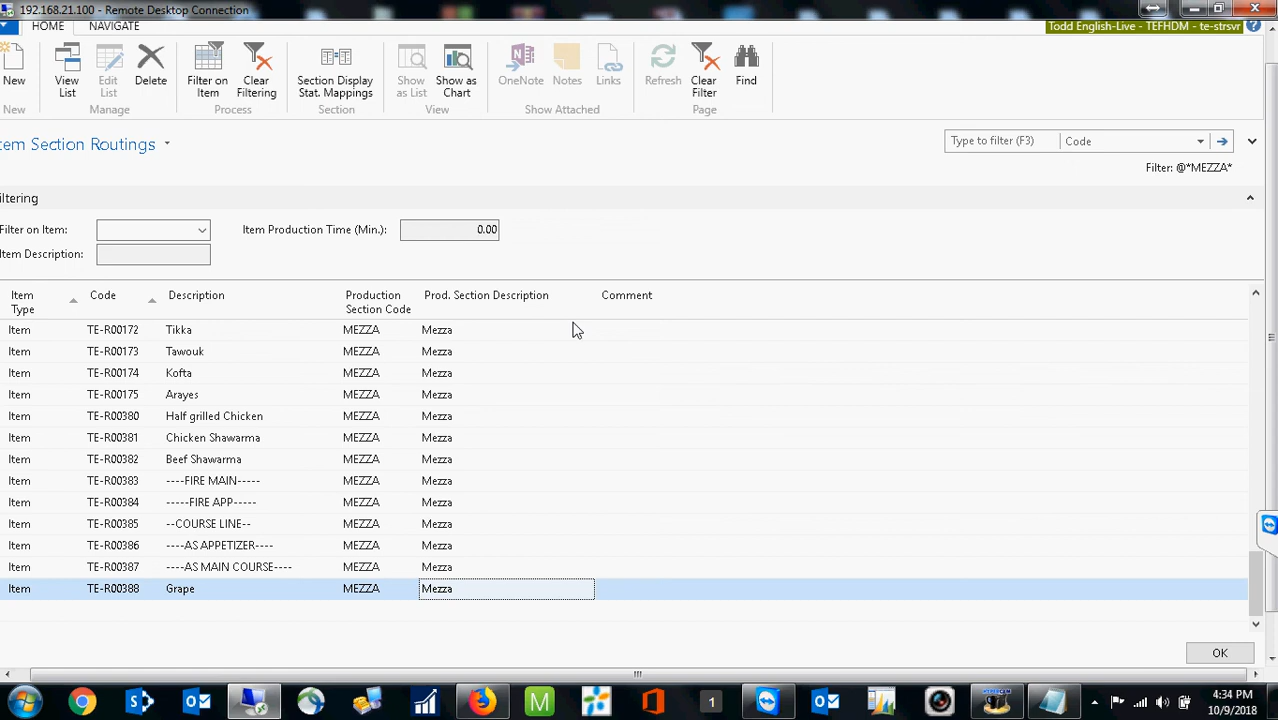 192.168.21.100 - Remote Desktop Connection
HOME NAVIGATE
Todd English-Live - TEFHDM - te-strsvr
New View List Edit List Delete Filter on Item Clear Filtering Section Display Stat. Mappings Show as List Show as Chart OneNote Notes Links Refresh Clear Filter Find
New Manage Process Section View Show Attached Page
tem Section Routings
Type to filter (F3) Code
Filter: @*MEZZA*
iltering
Filter on Item: Item Production Time (Min.): 0.00
Item Description:
Item Type Code Description Production Section Code Prod. Section Description Comment
Item TE-R00172 Tikka MEZZA Mezza
Item TE-R00173 Tawouk MEZZA Mezza
Item TE-R00174 Kofta MEZZA Mezza
Item TE-R00175 Arayes MEZZA Mezza
Item TE-R00380 Half grilled Chicken MEZZA Mezza
Item TE-R00381 Chicken Shawarma MEZZA Mezza
Item TE-R00382 Beef Shawarma MEZZA Mezza
Item TE-R00383 ----FIRE MAIN----- MEZZA Mezza
Item TE-R00384 -----FIRE APP----- MEZZA Mezza
Item TE-R00385 --COURSE LINE-- MEZZA Mezza
Item TE-R00386 ----AS APPETIZER---- MEZZA Mezza
Item TE-R00387 ----AS MAIN COURSE---- MEZZA Mezza
Item TE-R00388 Grape MEZZA Mezza
OK
4:34 PM
10/9/2018